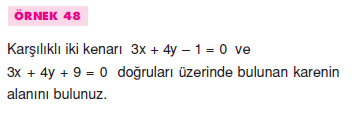 ÖRNEK 48
Karşılıklı iki kenarı 3x + 4y – 1 = 0 ve
3x + 4y + 9 = 0 doğruları üzerinde bulunan karenin
alanını bulunuz.